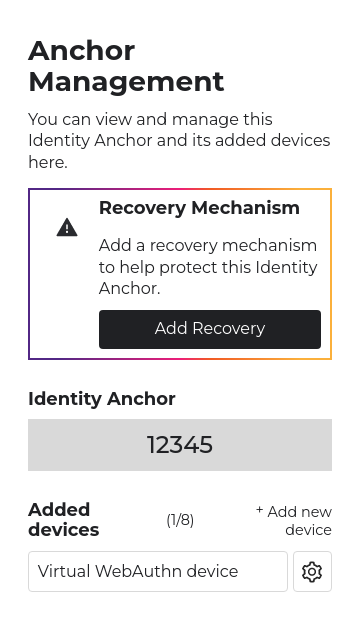 Anchor
Management
You can view and manage this
Identity Anchor and its added devices
here.
Recovery Mechanism
Add a recovery mechanism
to help protect this Identity
Anchor.
Add Recovery
Identity Anchor
12345
Added
devices
(1/8)
+ Add new
device
Virtual WebAuthn device